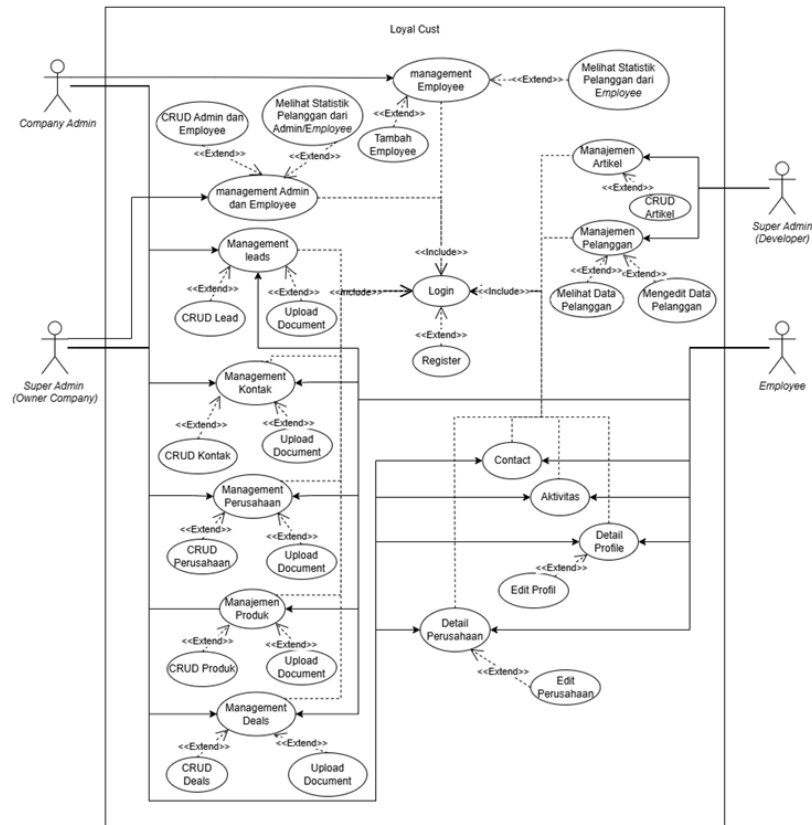 Loyal Cust
Company Admin
management
Employee
<<Extend>>
Melihat Statistik
Pelanggan dari
Employee
CRUD Admin dan
Employee
Melihat Statistik
Pelanggan dari
Admin/Employee
<<Extend>>
Tambah
Employee
<<Extend>>
<<Extend>>
management Admin
dan Employee
Manajemen
Artikel
<<Extend>>
CRUD
Artikel
Super Admin
(Developer)
Management
leads
<<Include>>
Manajemen
Pelanggan
<<Extend>>
<<Extend>>
Melihat Data
Pelanggan
Mengedit Data
Pelanggan
<<Extend>>
<<Extend>>
<<Include>>
Login
<<Include>>
CRUD Lead
Upload
Document
<<Extend>>
Register
Super Admin
(Owner Company)
Employee
Management
Kontak
<<Extend>>
<<Extend>>
CRUD Kontak
Upload
Document
Contact
Management
Perusahaan
Aktivitas
<<Extend>>
<<Extend>>
CRUD
Perusahaan
Upload
Document
Detail
Profile
<<Extend>>
Edit Profil
Manajemen
Produk
<<Extend>>
<<Extend>>
CRUD Produk
Upload
Document
Detail
Perusahaan
<<Extend>>
Edit
Perusahaan
Management
Deals
<<Extend>>
<<Extend>>
CRUD
Deals
Upload
Document